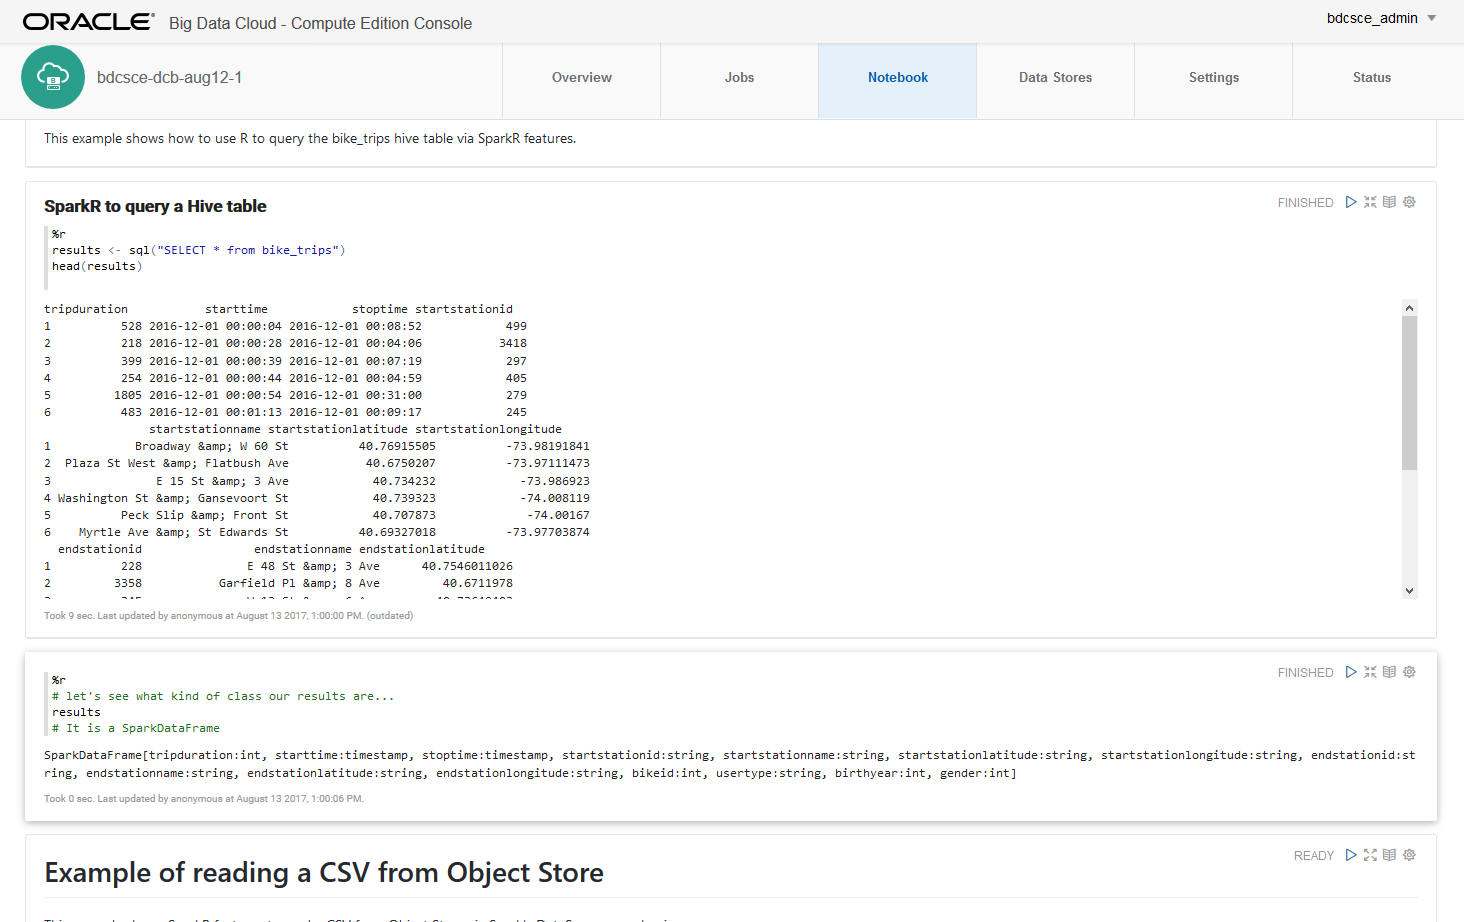 ORACLE Big Data Cloud - Compute Edition Console
bdcsce_admin
bdcsce-dcb-aug12-1
Overview
Jobs
Notebook
Data Stores
Settings
Status
This example shows how to use R to query the bike_trips hive table via SparkR features.
SparkR to query a Hive table
FINISHED
%r
results <- sql("SELECT * from bike_trips")
head(results)
tripduration starttime stoptime startstationid
1 528 2016-12-01 00:00:04 2016-12-01 00:08:52 499
2 218 2016-12-01 00:00:28 2016-12-01 00:04:06 3418
3 399 2016-12-01 00:00:39 2016-12-01 00:07:19 297
4 254 2016-12-01 00:00:44 2016-12-01 00:04:59 405
5 1805 2016-12-01 00:00:54 2016-12-01 00:31:00 279
6 483 2016-12-01 00:01:13 2016-12-01 00:09:17 245
startstationname startstationlatitude startstationlongitude
1 Broadway &amp; W 60 St 40.76915505 -73.98191841
2 Plaza St West &amp; Flatbush Ave 40.6750207 -73.97111473
3 E 15 St &amp; 3 Ave 40.734232 -73.986923
4 Washington St &amp; Gansevoort St 40.739323 -74.008119
5 Peck Slip &amp; Front St 40.707873 -74.00167
6 Myrtle Ave &amp; St Edwards St 40.69327018 -73.97703874
endstationid endstationname endstationlatitude
1 228 E 48 St &amp; 3 Ave 40.7546011026
2 3358 Garfield Pl &amp; 8 Ave 40.6711978
Took 9 sec. Last updated by anonymous at August 13 2017, 1:00:00 PM. (outdated)
FINISHED
%r
# let's see what kind of class our results are...
results
# It is a SparkDataFrame
SparkDataFrame[tripduration:int, starttime:timestamp, stoptime:timestamp, startstationid:string, startstationname:string, startstationlatitude:string, startstationlongitude:string, endstationid:st
ring, endstationname:string, endstationlatitude:string, endstationlongitude:string, bikeid:int, usertype:string, birthyear:int, gender:int]
Took 0 sec. Last updated by anonymous at August 13 2017, 1:00:06 PM.
READY
Example of reading a CSV from Object Store